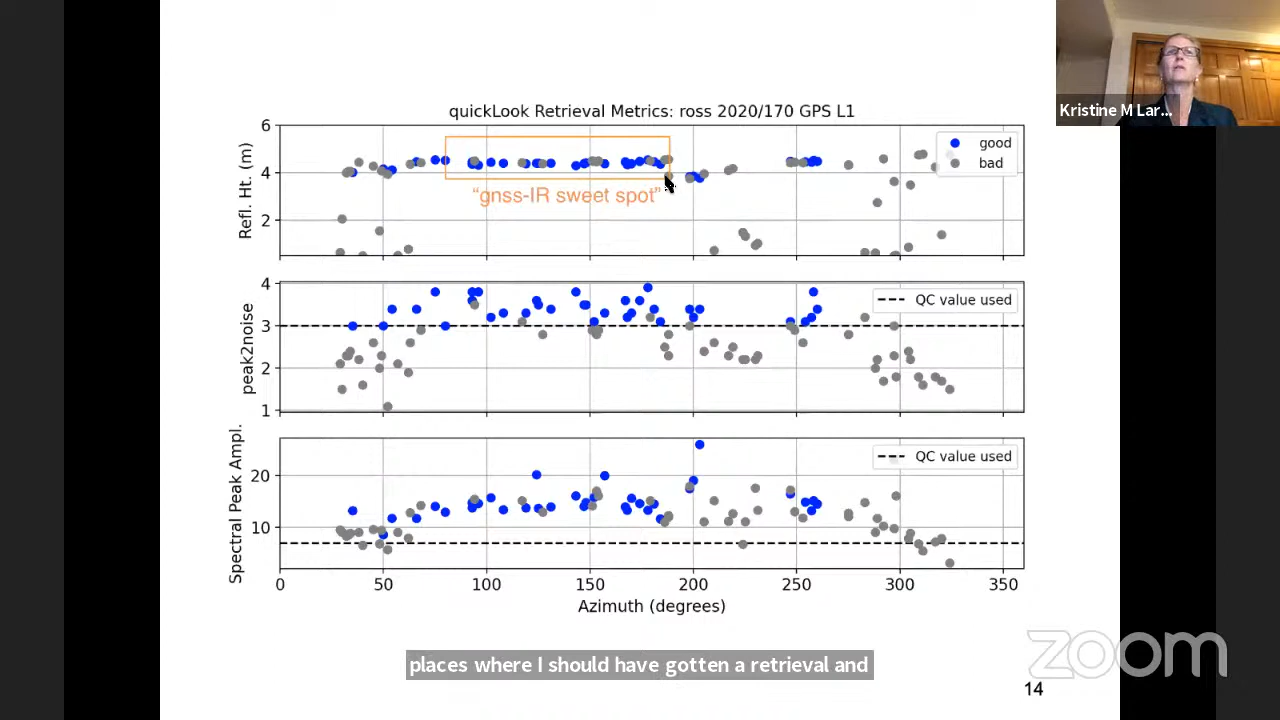 Kristine M Lar...
quickLook Retrieval Metrics: ross 2020/170 GPS L1
Refl. Ht. (m)
6
4
2
good
bad
"gnss-IR sweet spot"
peak2noise
4
3
2
1
QC value used
Spectral Peak Ampl.
20
10
QC value used
0 50 100 150 200 250 300 350
Azimuth (degrees)
places where I should have gotten a retrieval and
zoom
14